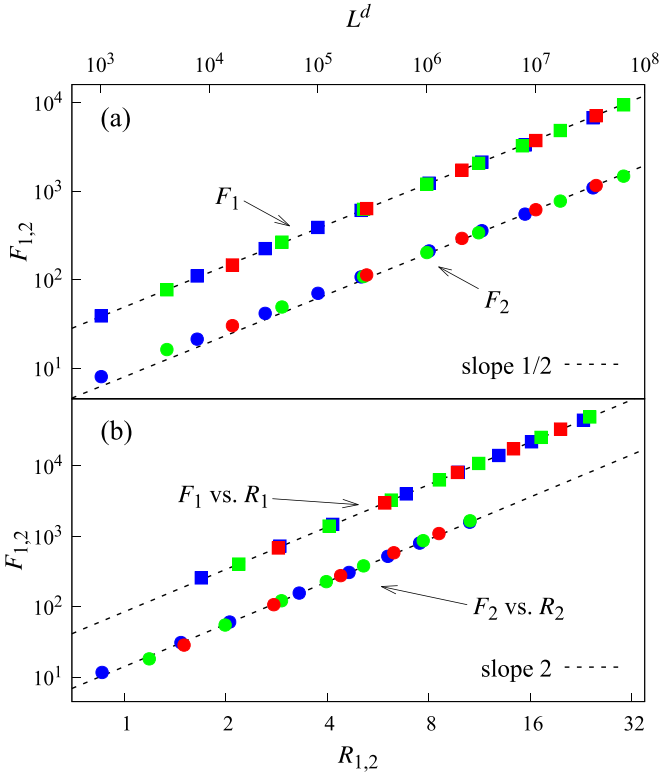 L^d
10^3 10^4 10^5 10^6 10^7 10^8
(a)
10^4
F_1
10^3
F_{1,2}
10^2
F_2
10^1
slope 1/2
(b)
10^4
F_1 vs. R_1
10^3
F_{1,2}
10^2
F_2 vs. R_2
10^1
slope 2
1 2 4 8 16 32
R_{1,2}